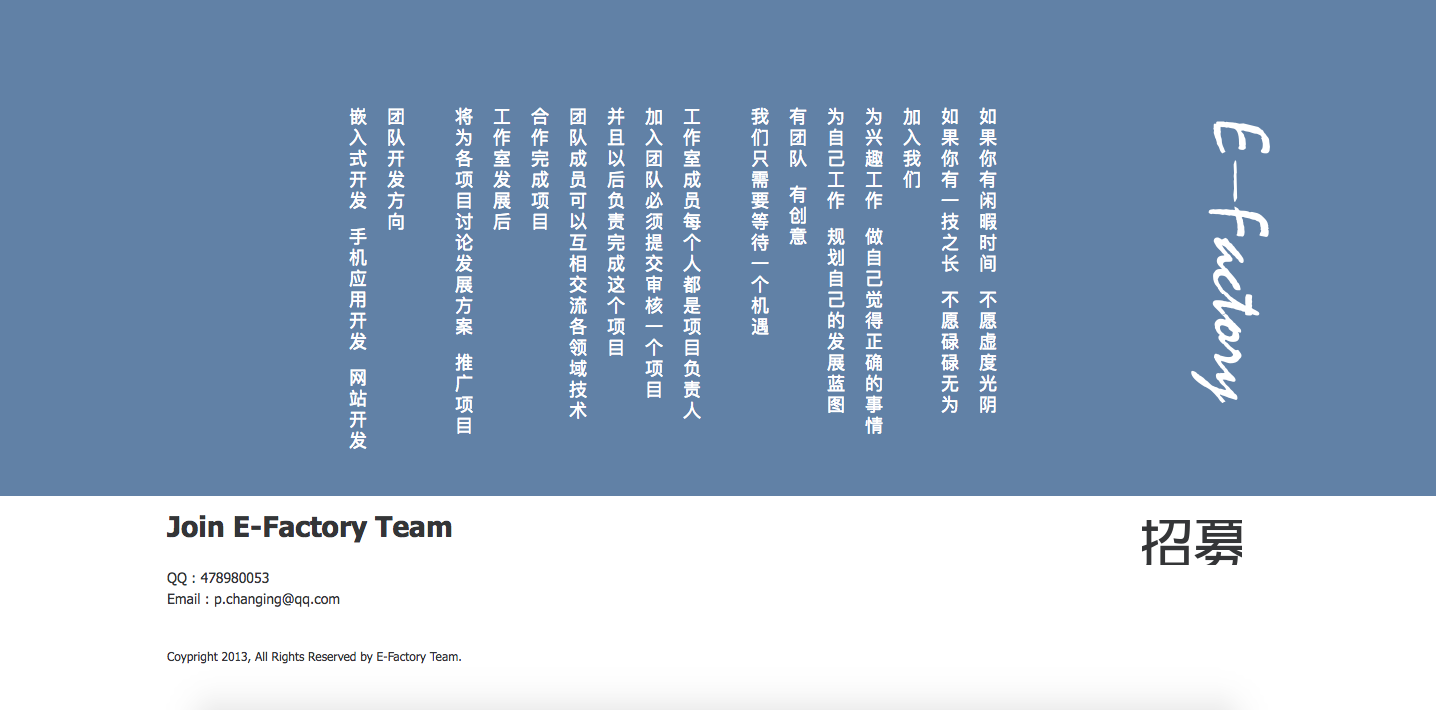 E-Factory
如果你有闲暇时间 不愿虚度光阴
如果你有一技之长 不愿碌碌无为
加入我们
为兴趣工作 做自己觉得正确的事情
为自己工作 规划自己的发展蓝图
有团队 有创意
我们只需要等待一个机遇
工作室成员每个人都是项目负责人
加入团队必须提交审核一个项目
并且以后负责完成这个项目
团队成员可以互相交流各领域技术
合作完成项目
工作室发展后
将为各项目讨论发展方案 推广项目
团队开发方向
嵌入式开发 手机应用开发 网站开发
Join E-Factory Team
招募
QQ : 478980053
Email : p.changing@qq.com
Coypright 2013, All Rights Reserved by E-Factory Team.